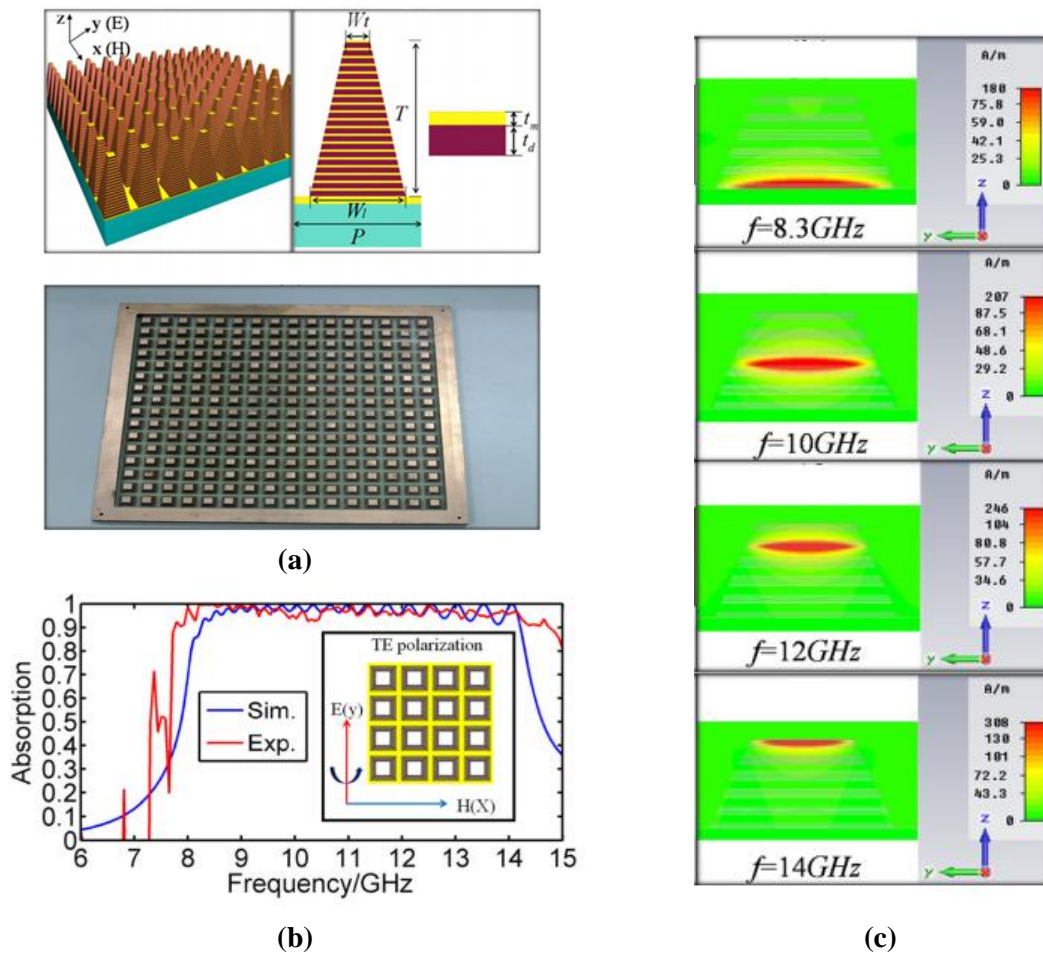 z
y (E)
x (H)
Wt
T
tm
td
Wl
P
(a)
1
0.9
0.8
0.7
0.6
0.5
0.4
0.3
0.2
0.1
0
Absorption
Sim.
Exp.
TE polarization
E(y)
H(X)
6 7 8 9 10 11 12 13 14 15
Frequency/GHz
(b)
A/m
180
75.8
59.0
42.1
25.3
0
z
y
f=8.3GHz
A/m
207
87.5
68.1
48.6
29.2
0
z
y
f=10GHz
A/m
246
104
80.8
57.7
34.6
0
z
y
f=12GHz
A/m
308
130
101
72.2
43.3
0
z
y
f=14GHz
(c)